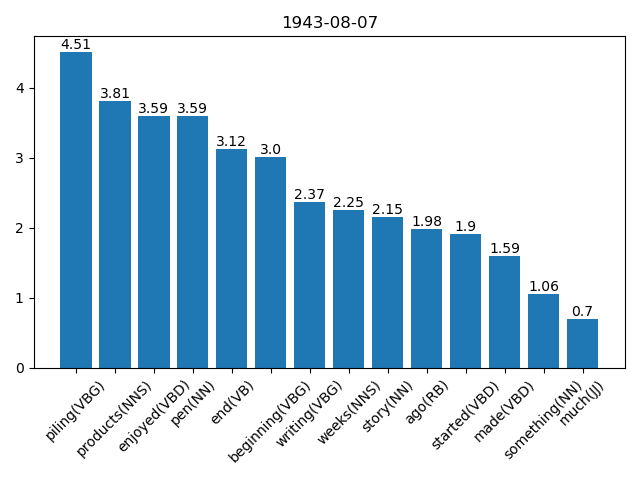 1943-08-07
4.51
3.81
3.59
3.59
3.12
3.0
2.37
2.25
2.15
1.98
1.9
1.59
1.06
0.7
4
3
2
1
0
piling(VBG)
products(NNS)
enjoyed(VBD)
pen(NN)
end(VB)
beginning(VBG)
writing(VBG)
weeks(NNS)
story(NN)
ago(RB)
started(VBD)
made(VBD)
something(NN)
much(JJ)